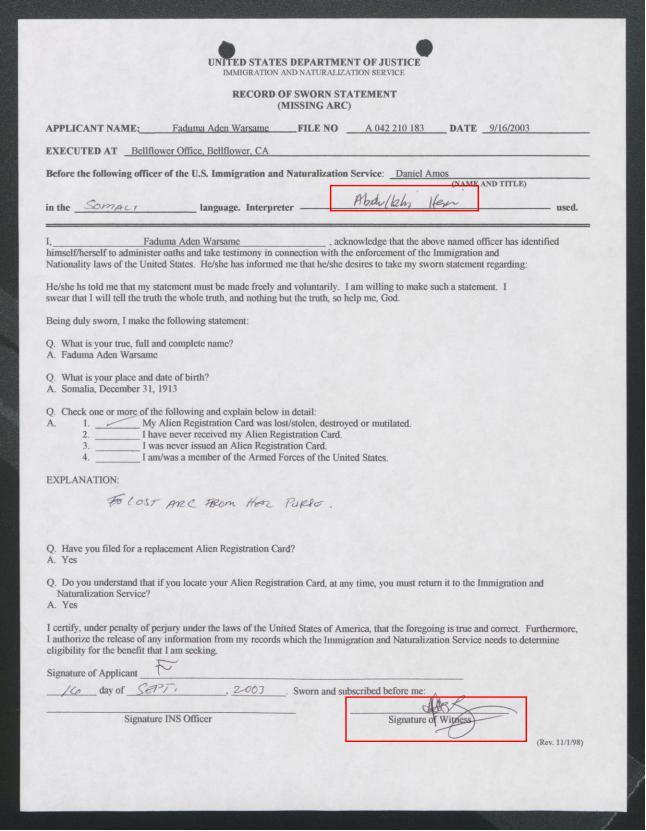 UNITED STATES DEPARTMENT OF JUSTICE
IMMIGRATION AND NATURALIZATION SERVICE
RECORD OF SWORN STATEMENT
(MISSING ARC)
APPLICANT NAME: Faduma Aden Warsame FILE NO A 042 210 183 DATE 9/16/2003
EXECUTED AT Bellflower Office, Bellflower, CA
Before the following officer of the U.S. Immigration and Naturalization Service: Daniel Amos
(NAME AND TITLE)
in the SOMALI language. Interpreter used.
I, Faduma Aden Warsame , acknowledge that the above named officer has identified
himself/herself to administer oaths and take testimony in connection with the enforcement of the Immigration and
Nationality laws of the United States. He/she has informed me that he/she desires to take my sworn statement regarding:
He/she hs told me that my statement must be made freely and voluntarily. I am willing to make such a statement. I
swear that I will tell the truth the whole truth, and nothing but the truth, so help me, God.
Being duly sworn, I make the following statement:
Q. What is your true, full and complete name?
A. Faduma Aden Warsame
Q. What is your place and date of birth?
A. Somalia, December 31, 1913
Q. Check one or more of the following and explain below in detail:
A. 1. My Alien Registration Card was lost/stolen, destroyed or mutilated.
2. I have never received my Alien Registration Card.
3. I was never issued an Alien Registration Card.
4. I am/was a member of the Armed Forces of the United States.
EXPLANATION:
LOST ARC FROM HER PURSE.
Q. Have you filed for a replacement Alien Registration Card?
A. Yes
Q. Do you understand that if you locate your Alien Registration Card, at any time, you must return it to the Immigration and
Naturalization Service?
A. Yes
I certify, under penalty of perjury under the laws of the United States of America, that the foregoing is true and correct. Furthermore,
I authorize the release of any information from my records which the Immigration and Naturalization Service needs to determine
eligibility for the benefit that I am seeking.
Signature of Applicant
16 day of SEPT. , 2003 . Sworn and subscribed before me:
Signature INS Officer Signature of Witness
(Rev. 11/1/98)